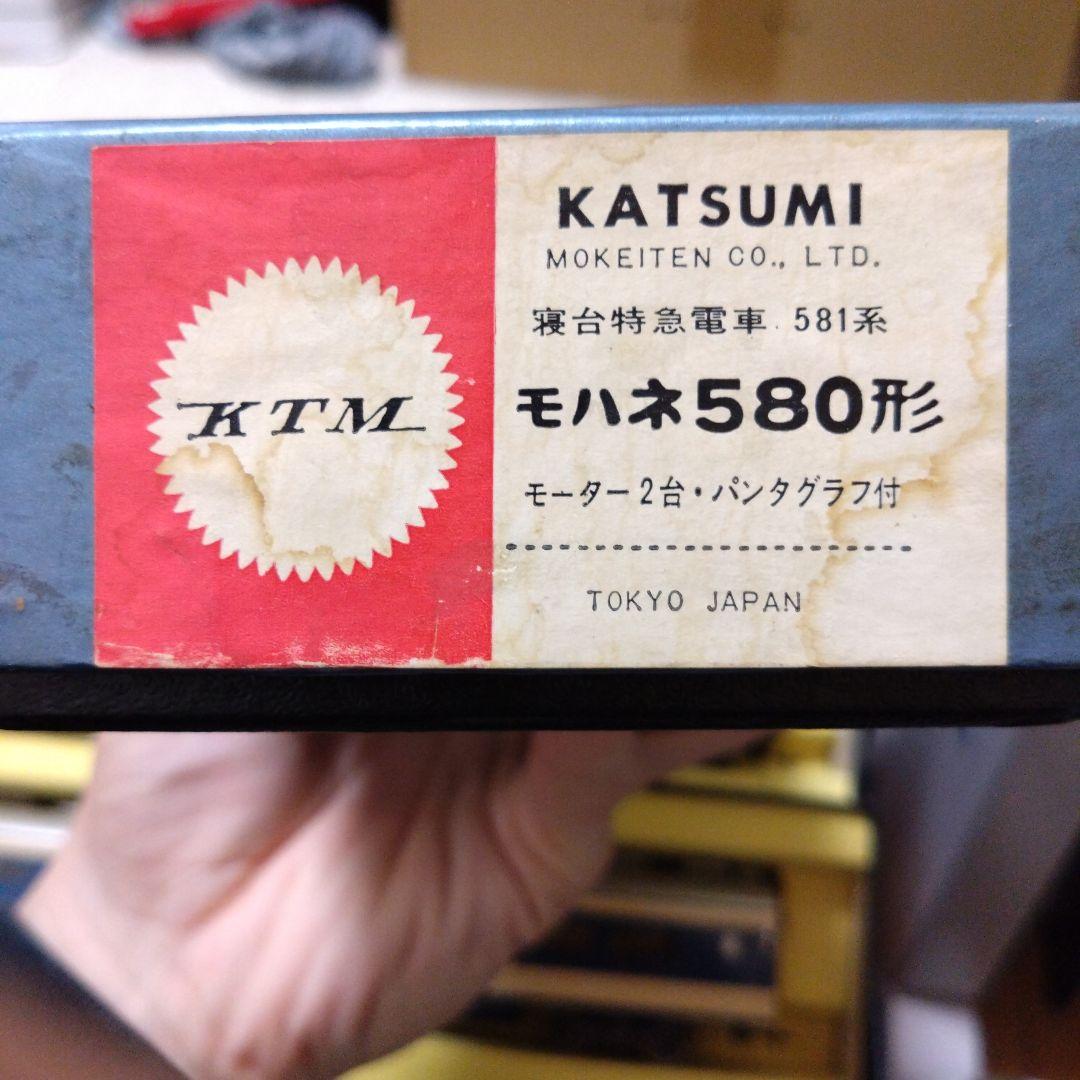 KTM
KATSUMI
MOKEITEN CO., LTD.
寝台特急電車 581系
モハネ580形
モーター2台・パンタグラフ付
TOKYO JAPAN